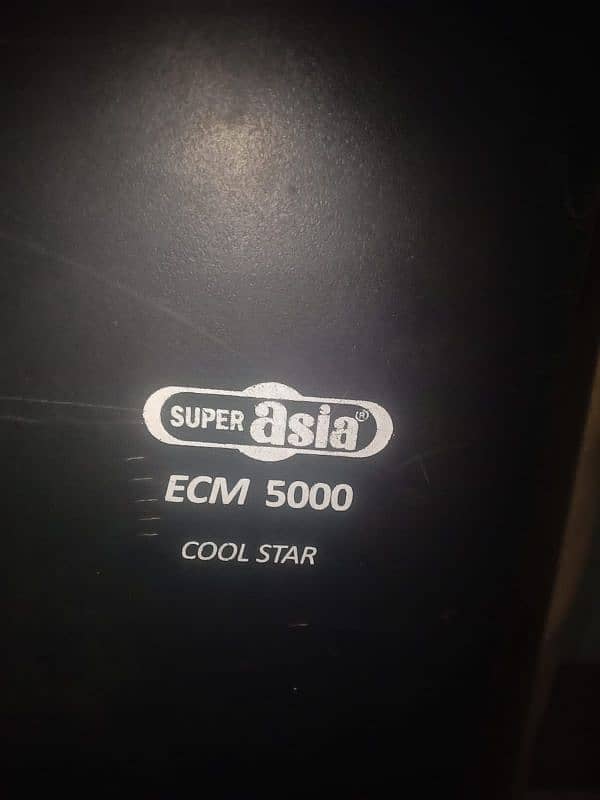 SUPER asia®
ECM 5000
COOL STAR